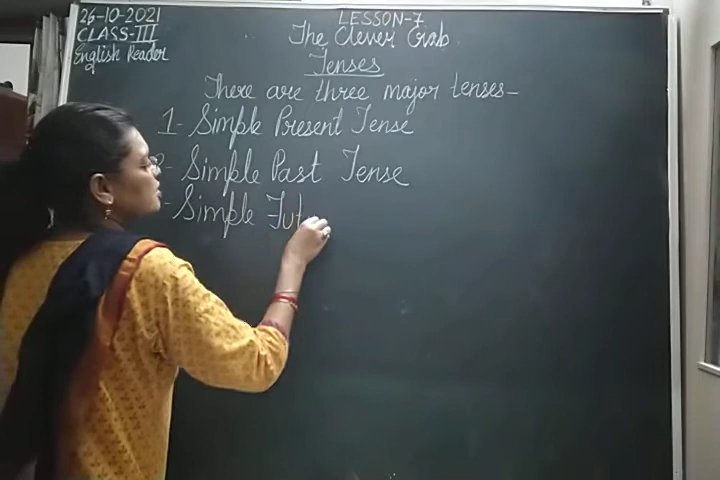 26-10-2021
CLASS-III
English Reader
LESSON-7
The Clever Crab
Tenses
There are three major tenses-
1- Simple Present Tense
2- Simple Past Tense
- Simple Fut